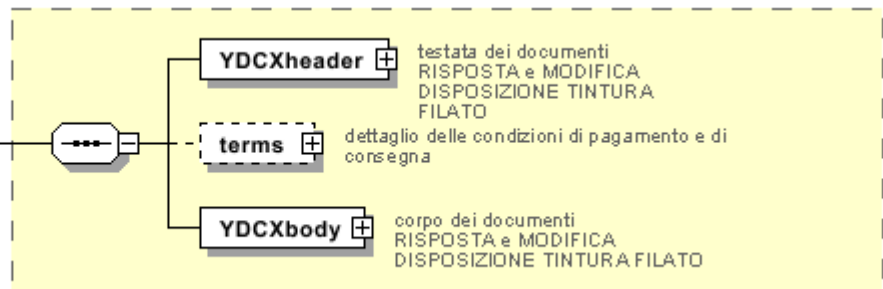 YDCXheader
testata dei documenti
RISPOSTA e MODIFICA
DISPOSIZIONE TINTURA
FILATO
terms
dettaglio delle condizioni di pagamento e di
consegna
YDCXbody
corpo dei documenti
RISPOSTA e MODIFICA
DISPOSIZIONE TINTURA FILATO